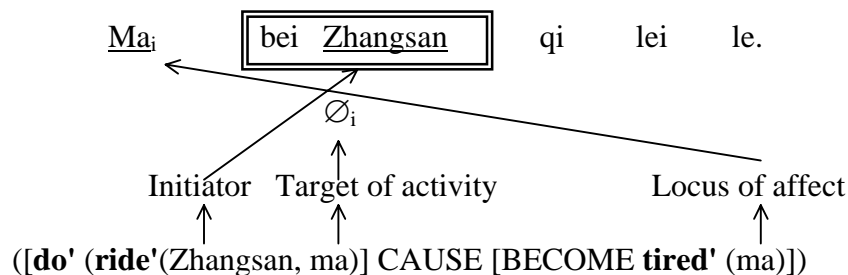 Maᵢ bei Zhangsan qi lei le.
∅ᵢ
Initiator Target of activity Locus of affect
([do' (ride'(Zhangsan, ma)] CAUSE [BECOME tired' (ma)])